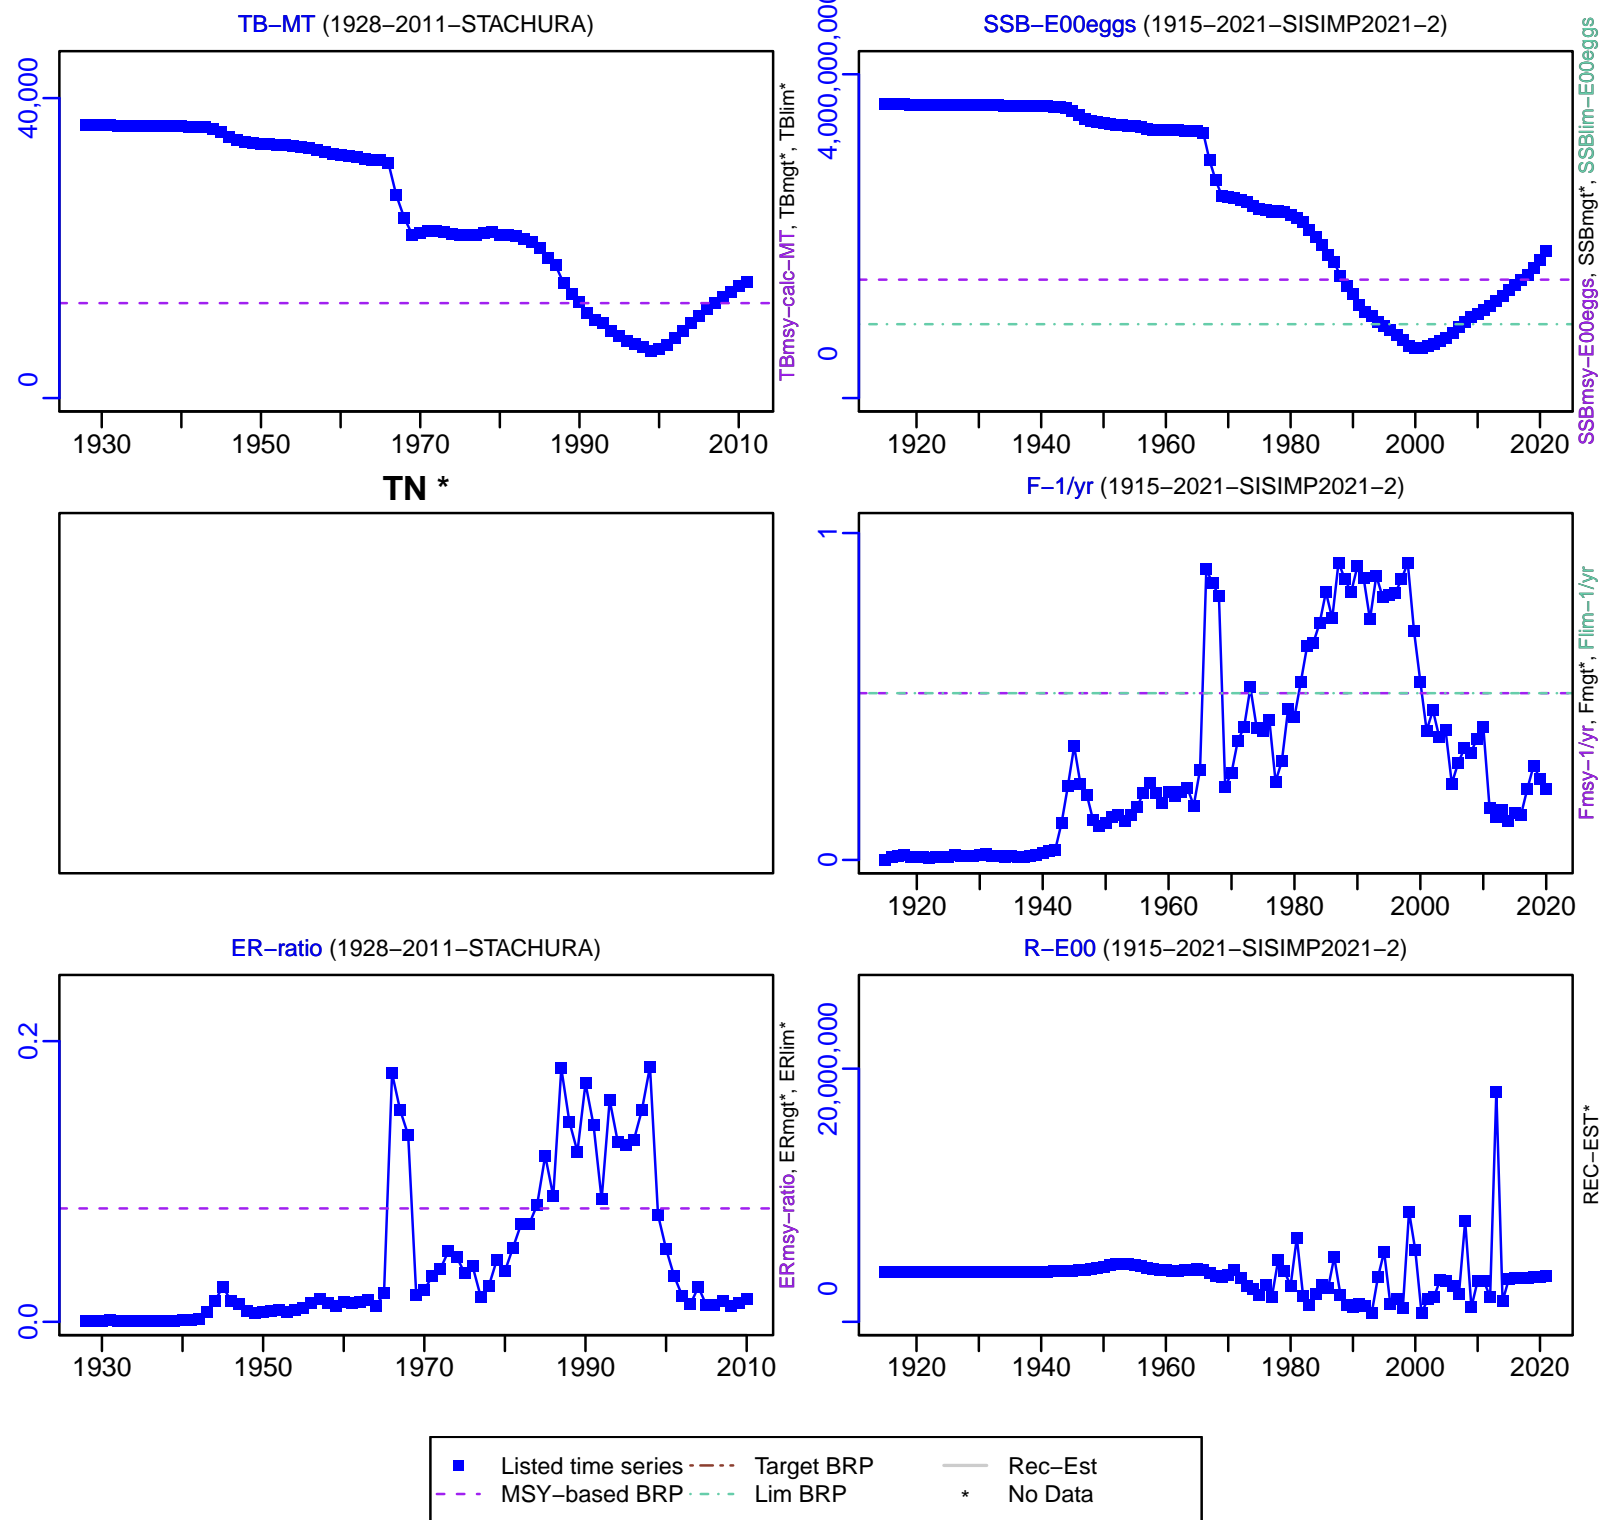 TB−MT (1928−2011−STACHURA)
40,000
0
1930 1950 1970 1990 2010
TBmsy−calc−MT, TBmgt*, TBlim*
SSB−E00eggs (1915−2021−SISIMP2021−2)
4,000,000,00
0
1920 1940 1960 1980 2000 2020
SSBmsy−E00eggs, SSBmgt*, SSBlim−E00eggs
TN *
F−1/yr (1915−2021−SISIMP2021−2)
1
0
1920 1940 1960 1980 2000 2020
Fmsy−1/yr, Fmgt*, Flim−1/yr
ER−ratio (1928−2011−STACHURA)
0.2
0.0
1930 1950 1970 1990 2010
ERmsy−ratio, ERmgt*, ERlim*
R−E00 (1915−2021−SISIMP2021−2)
20,000,000
0
1920 1940 1960 1980 2000 2020
REC−EST*
Listed time series Target BRP Rec−Est
MSY−based BRP Lim BRP * No Data